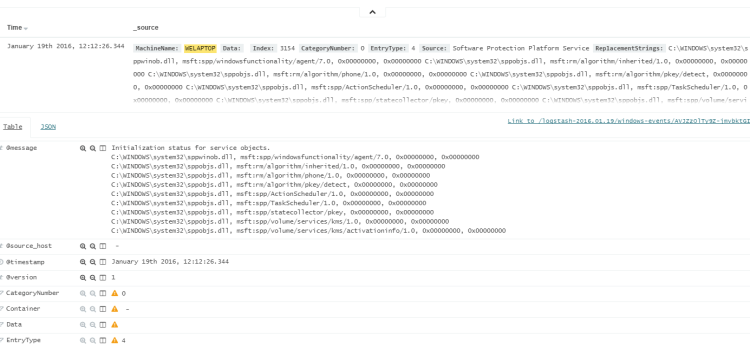 Time _source
January 19th 2016, 12:12:26.344 MachineName: WELAPTOP Data: Index: 3154 CategoryNumber: 0 EntryType: 4 Source: Software Protection Platform Service ReplacementStrings: C:\WINDOWS\system32\s
ppwinob.dll, msft:spp/windowsfunctionality/agent/7.0, 0x00000000, 0x00000000 C:\WINDOWS\system32\sppobjs.dll, msft:rm/algorithm/inherited/1.0, 0x00000000, 0x00000
000 C:\WINDOWS\system32\sppobjs.dll, msft:rm/algorithm/phone/1.0, 0x00000000, 0x00000000 C:\WINDOWS\system32\sppobjs.dll, msft:rm/algorithm/pkey/detect, 0x0000000
0, 0x00000000 C:\WINDOWS\system32\sppobjs.dll, msft:spp/ActionScheduler/1.0, 0x00000000, 0x00000000 C:\WINDOWS\system32\sppobjs.dll, msft:spp/TaskScheduler/1.0, 0
x00000000, 0x00000000 C:\WINDOWS\system32\sppobjs.dll, msft:spp/statecollector/pkey, 0x00000000, 0x00000000 C:\WINDOWS\system32\sppobjs.dll, msft:spp/volume/servi
Table JSON Link to /logstash-2016.01.19/windows-events/
@message Initialization status for service objects.
C:\WINDOWS\system32\sppwinob.dll, msft:spp/windowsfunctionality/agent/7.0, 0x00000000, 0x00000000
C:\WINDOWS\system32\sppobjs.dll, msft:rm/algorithm/inherited/1.0, 0x00000000, 0x00000000
C:\WINDOWS\system32\sppobjs.dll, msft:rm/algorithm/phone/1.0, 0x00000000, 0x00000000
C:\WINDOWS\system32\sppobjs.dll, msft:rm/algorithm/pkey/detect, 0x00000000, 0x00000000
C:\WINDOWS\system32\sppobjs.dll, msft:spp/ActionScheduler/1.0, 0x00000000, 0x00000000
C:\WINDOWS\system32\sppobjs.dll, msft:spp/TaskScheduler/1.0, 0x00000000, 0x00000000
C:\WINDOWS\system32\sppobjs.dll, msft:spp/statecollector/pkey, 0x00000000, 0x00000000
C:\WINDOWS\system32\sppobjs.dll, msft:spp/volume/services/kms/1.0, 0x00000000, 0x00000000
C:\WINDOWS\system32\sppobjs.dll, msft:spp/volume/services/kms/activationinfo/1.0, 0x00000000, 0x00000000
@source_host -
@timestamp January 19th 2016, 12:12:26.344
@version 1
CategoryNumber 0
Container -
Data
EntryType 4